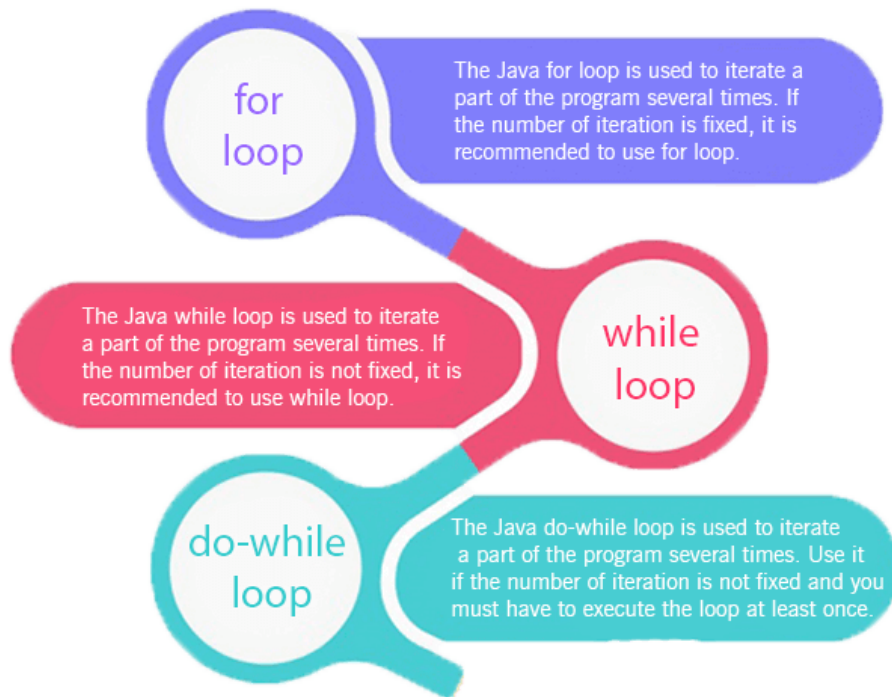 for
loop
The Java for loop is used to iterate a
part of the program several times. If
the number of iteration is fixed, it is
recommended to use for loop.
The Java while loop is used to iterate
a part of the program several times. If
the number of iteration is not fixed, it is
recommended to use while loop.
while
loop
do-while
loop
The Java do-while loop is used to iterate
a part of the program several times. Use it
if the number of iteration is not fixed and you
must have to execute the loop at least once.